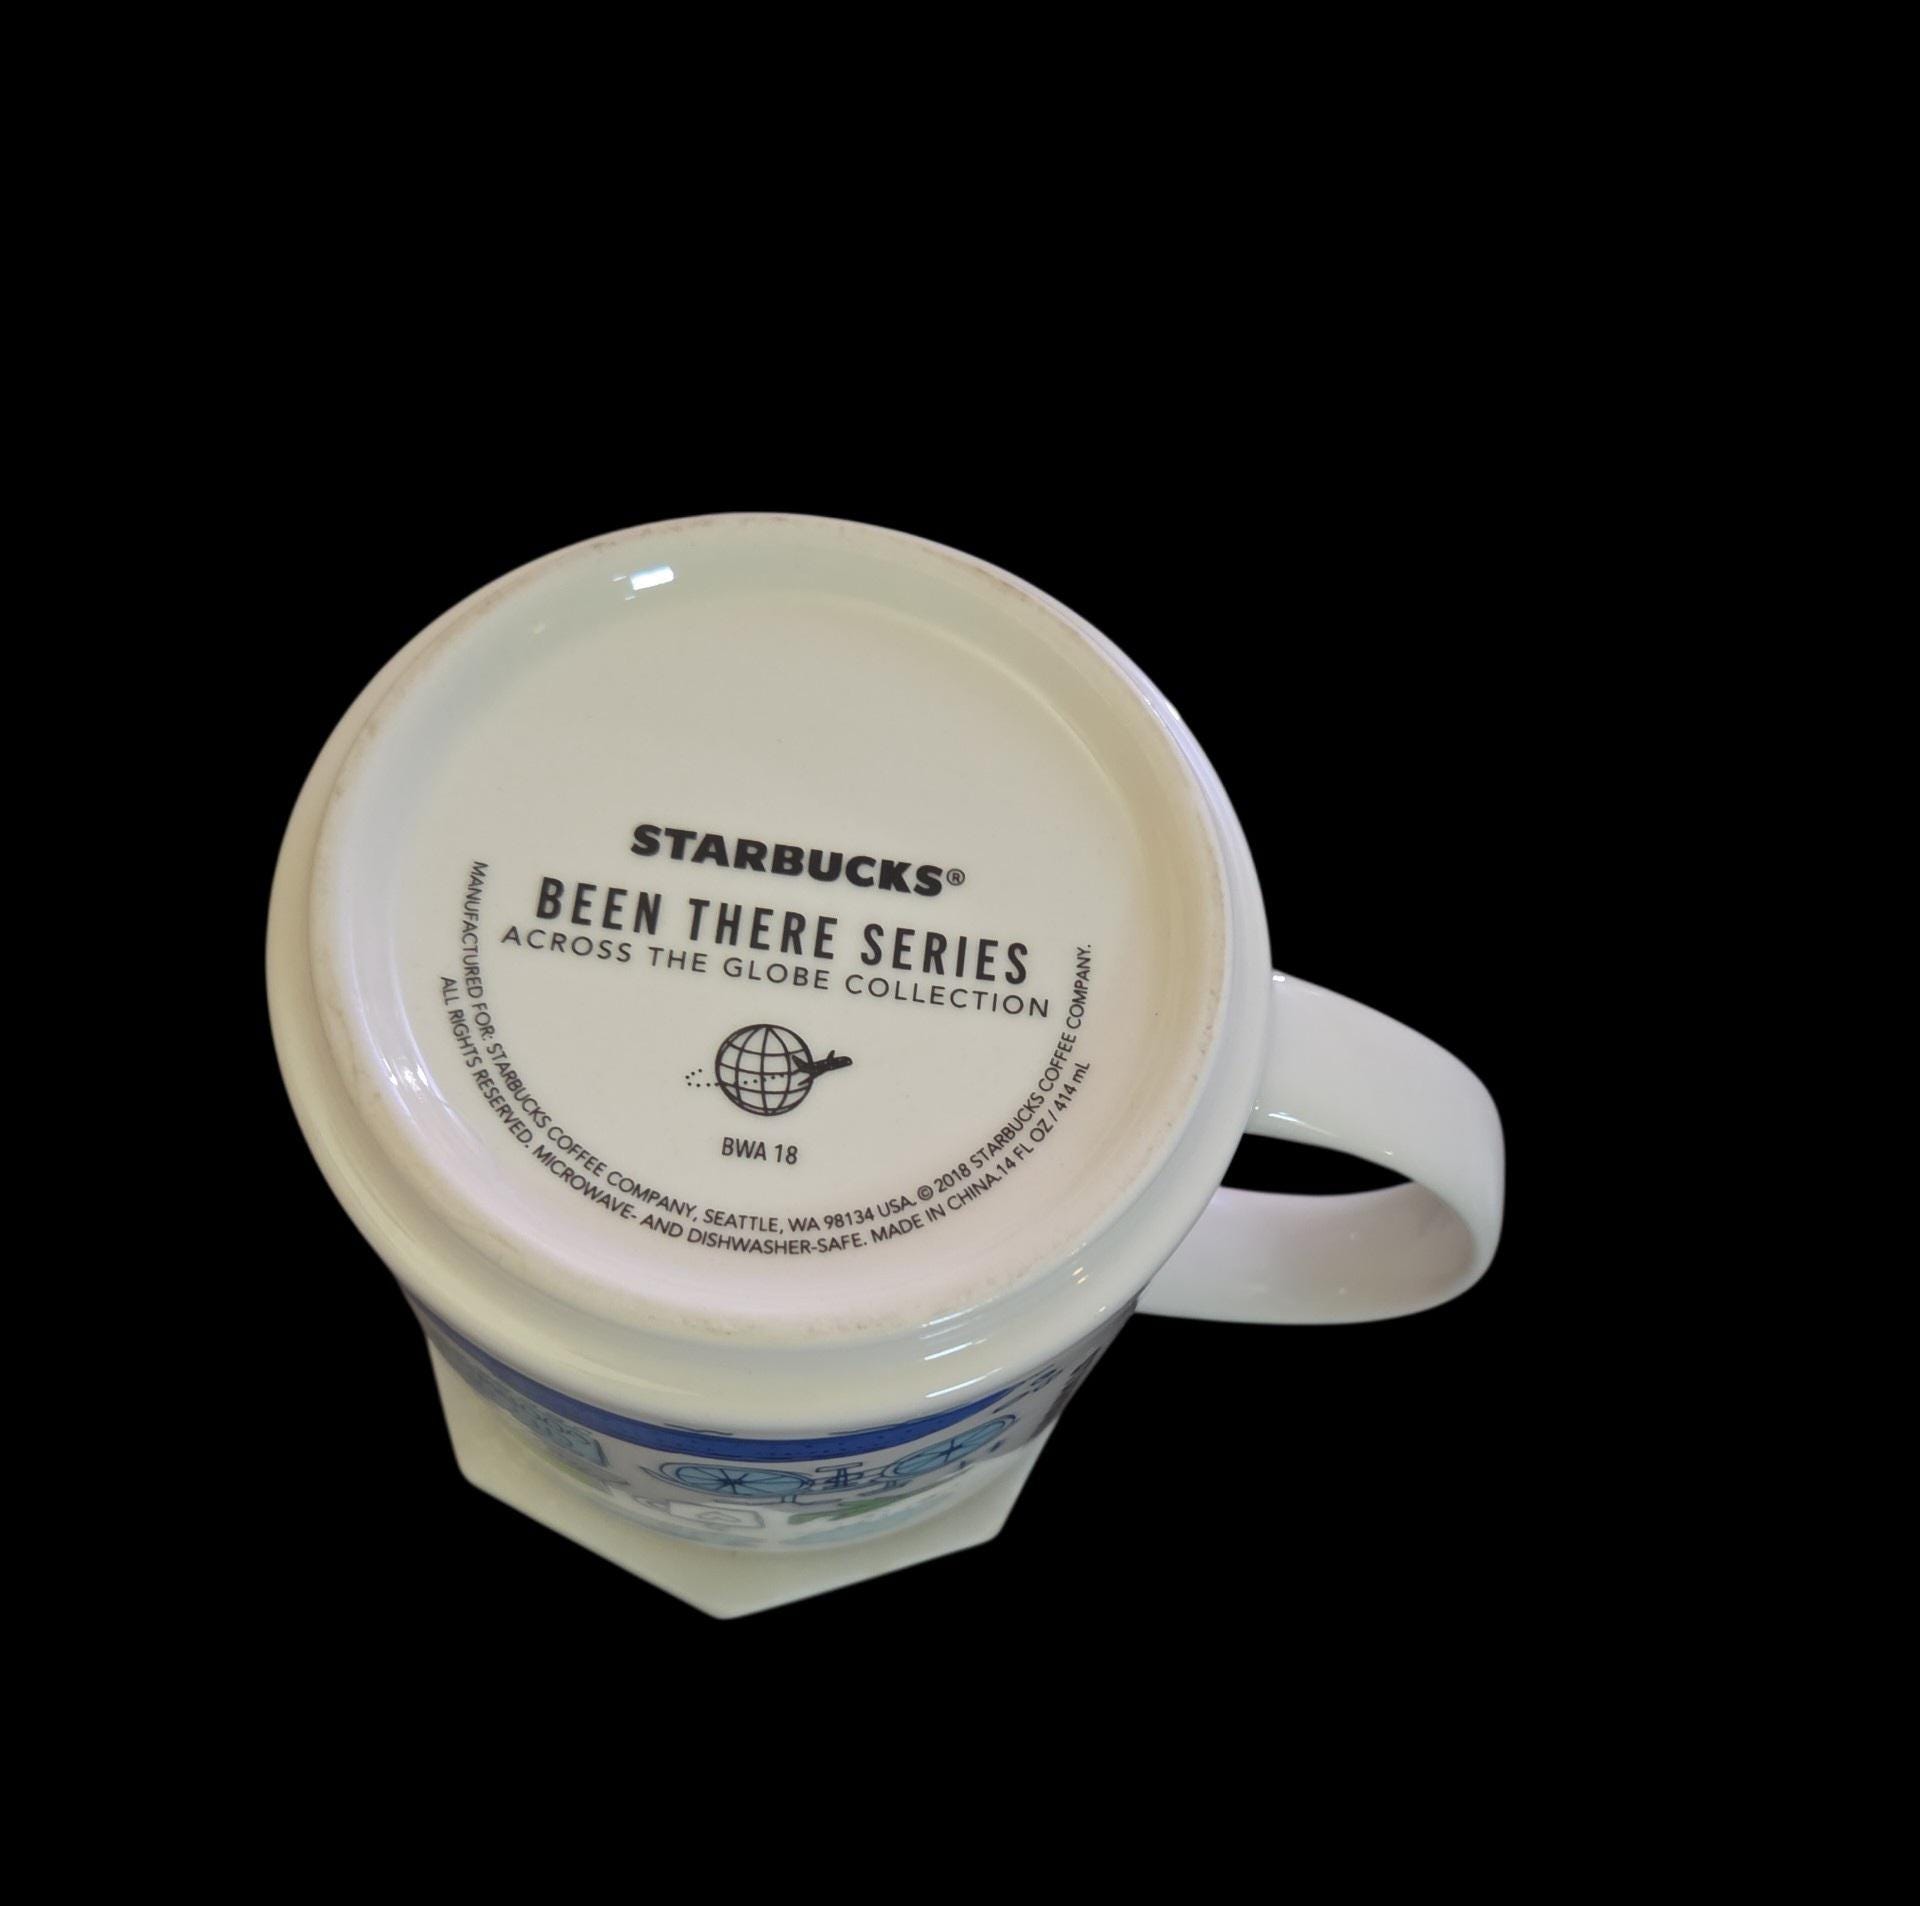 STARBUCKS®
BEEN THERE SERIES
ACROSS THE GLOBE COLLECTION
BWA 18
MANUFACTURED FOR: STARBUCKS COFFEE COMPANY, SEATTLE, WA 98134 USA. © 2018 STARBUCKS COFFEE COMPANY.
ALL RIGHTS RESERVED. MICROWAVE- AND DISHWASHER-SAFE. MADE IN CHINA.14 FL OZ / 414 mL